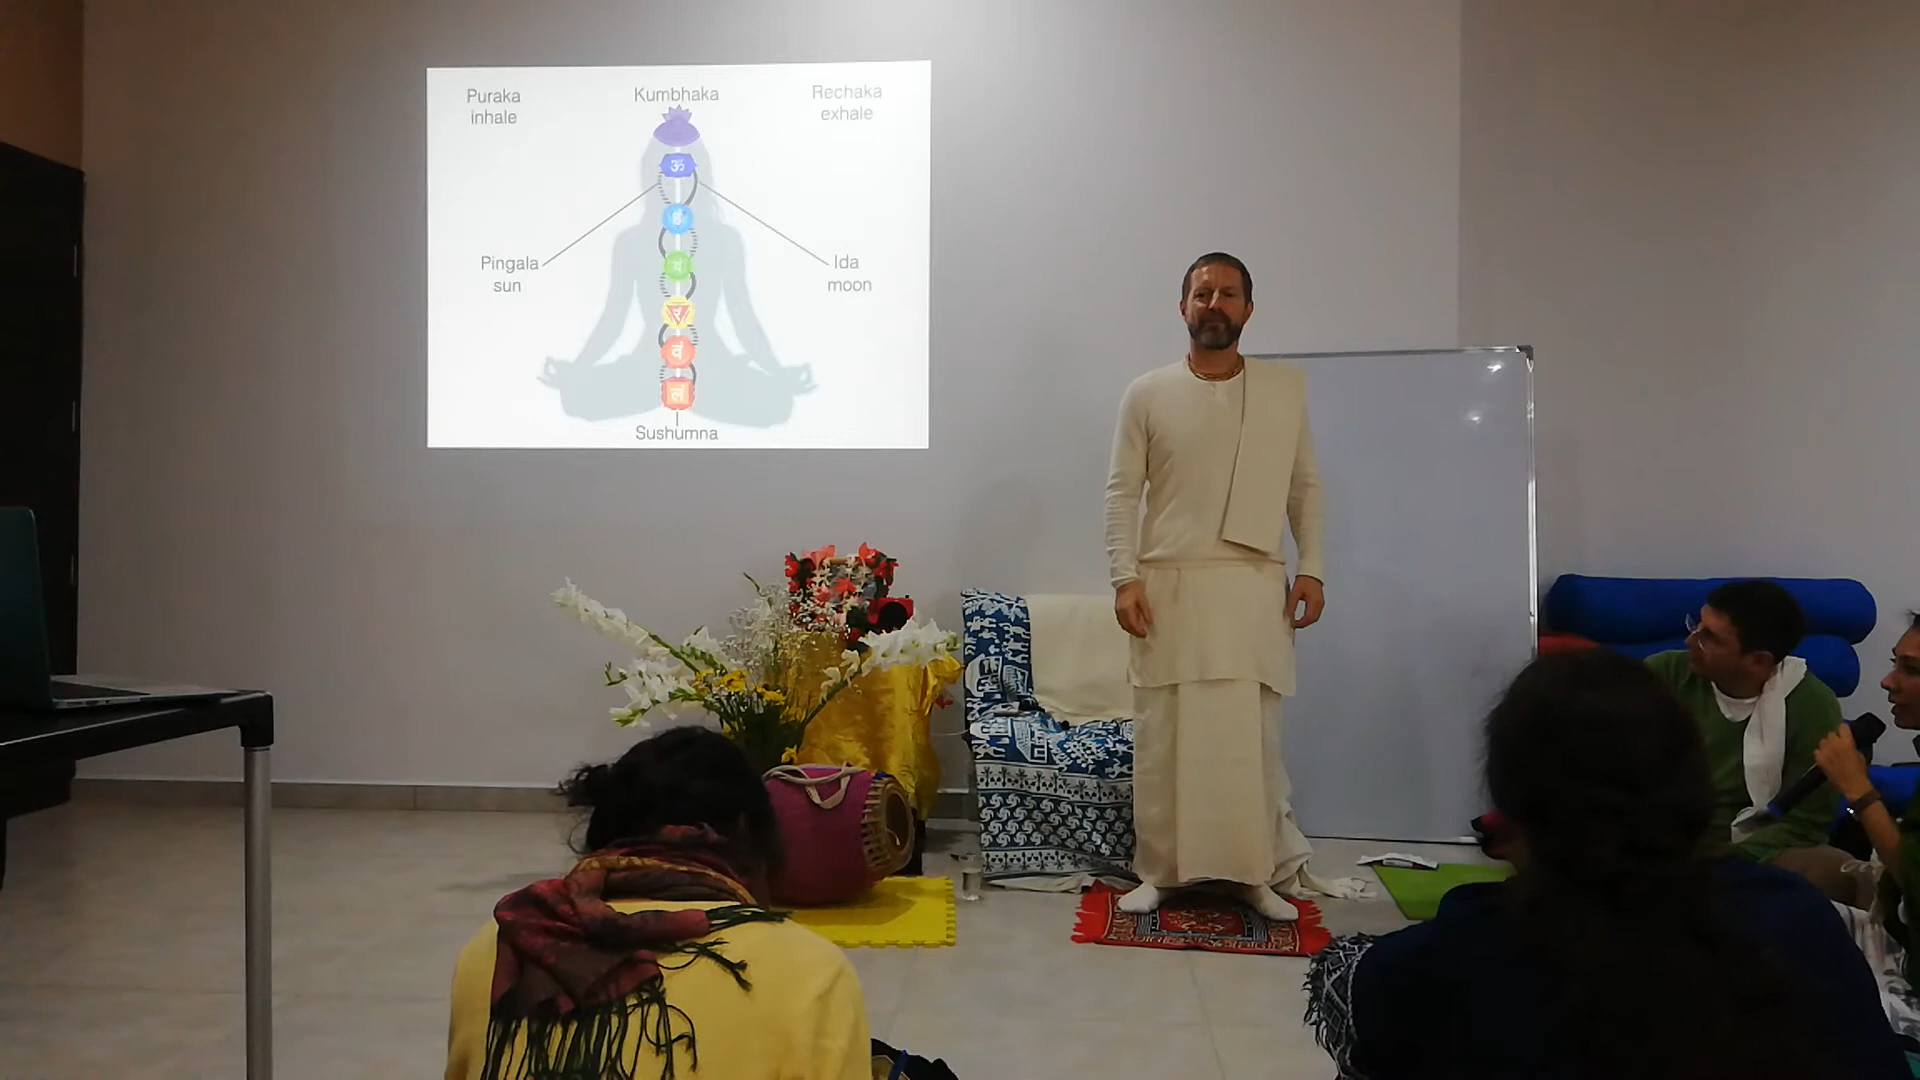 Puraka
inhale
Kumbhaka
Rechaka
exhale
ॐ
हं
यं
रं
वं
लं
Pingala
sun
Ida
moon
Sushumna